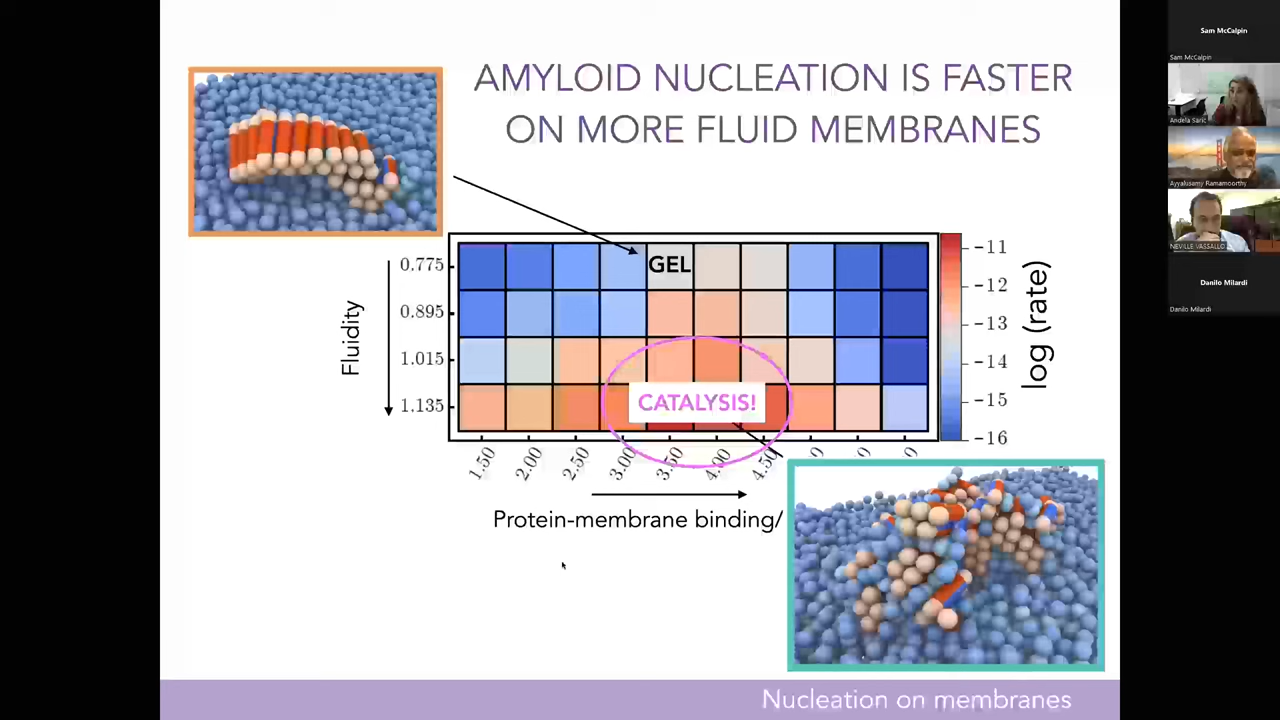 AMYLOID NUCLEATION IS FASTER
ON MORE FLUID MEMBRANES
GEL
CATALYSIS!
Fluidity
0.775
0.895
1.015
1.135
1.50
2.00
2.50
3.00
3.50
4.00
4.50
0
0
0
Protein-membrane binding/
-11
-12
-13
-14
-15
-16
log (rate)
Nucleation on membranes
Sam McCalpin
Sam McCalpin
Andela Saric
Ayyalusamy Ramamoorthy
NEVILLE VASSALLO
Danilo Milardi
Danilo Milardi